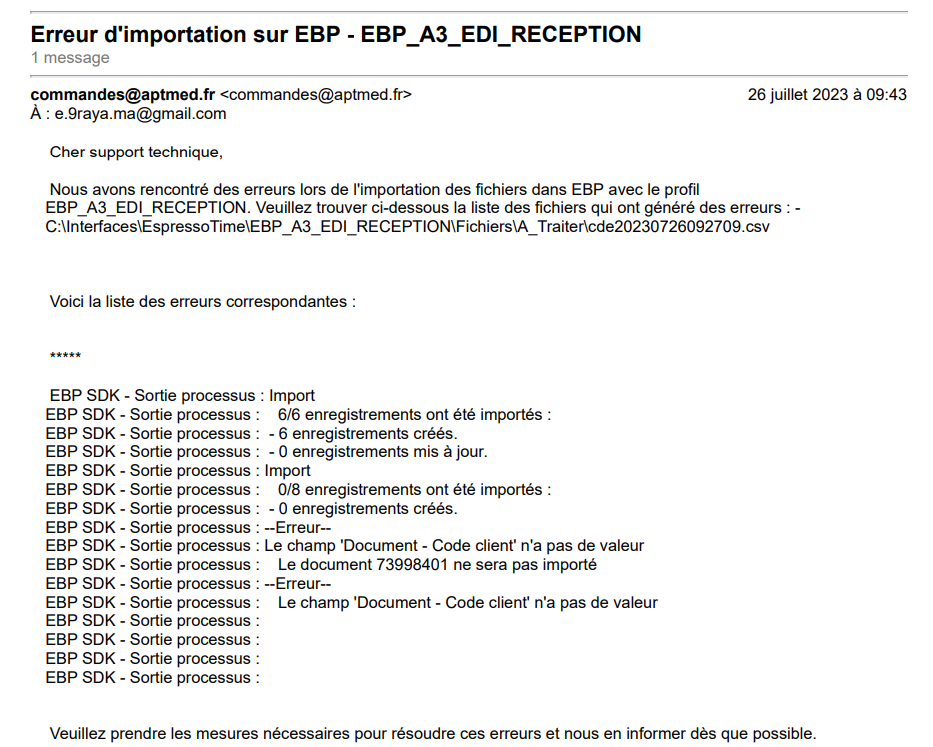 Erreur d'importation sur EBP - EBP_A3_EDI_RECEPTION
1 message
commandes@aptmed.fr <commandes@aptmed.fr> 26 juillet 2023 à 09:43
À : e.9raya.ma@gmail.com
Cher support technique,
Nous avons rencontré des erreurs lors de l'importation des fichiers dans EBP avec le profil
EBP_A3_EDI_RECEPTION. Veuillez trouver ci-dessous la liste des fichiers qui ont généré des erreurs : -
C:\Interfaces\EspressoTime\EBP_A3_EDI_RECEPTION\Fichiers\A_Traiter\cde20230726092709.csv
Voici la liste des erreurs correspondantes :
*****
EBP SDK - Sortie processus : Import
EBP SDK - Sortie processus : 6/6 enregistrements ont été importés :
EBP SDK - Sortie processus : - 6 enregistrements créés.
EBP SDK - Sortie processus : - 0 enregistrements mis à jour.
EBP SDK - Sortie processus : Import
EBP SDK - Sortie processus : 0/8 enregistrements ont été importés :
EBP SDK - Sortie processus : - 0 enregistrements créés.
EBP SDK - Sortie processus : --Erreur--
EBP SDK - Sortie processus : Le champ 'Document - Code client' n'a pas de valeur
EBP SDK - Sortie processus : Le document 73998401 ne sera pas importé
EBP SDK - Sortie processus : --Erreur--
EBP SDK - Sortie processus : Le champ 'Document - Code client' n'a pas de valeur
EBP SDK - Sortie processus :
EBP SDK - Sortie processus :
EBP SDK - Sortie processus :
EBP SDK - Sortie processus :
Veuillez prendre les mesures nécessaires pour résoudre ces erreurs et nous en informer dès que possible.